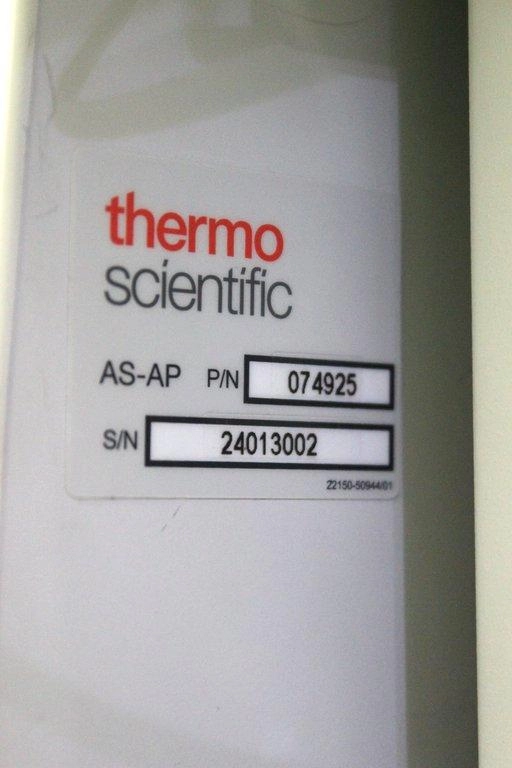 thermo
scientific
AS-AP P/N 074925
S/N 24013002
22150-50944/01